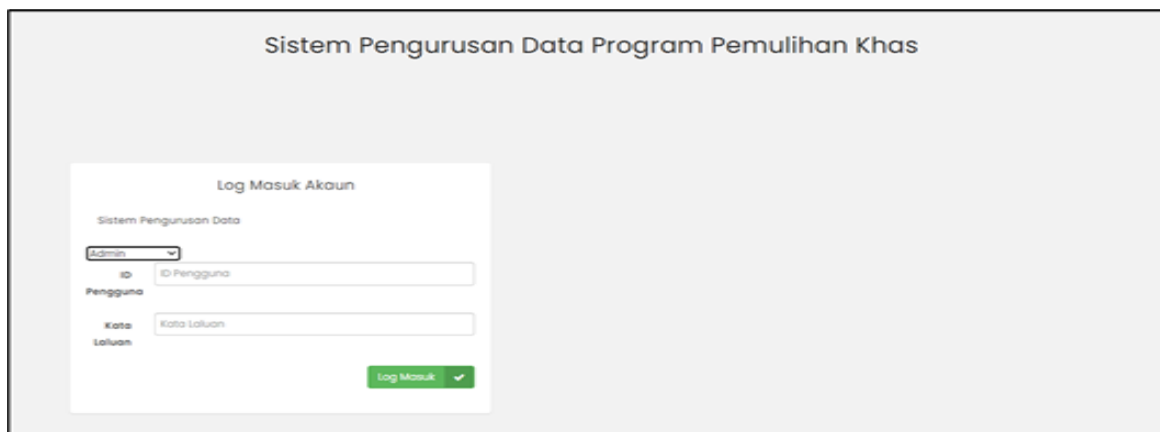 Sistem Pengurusan Data Program Pemulihan Khas
Log Masuk Akaun
Sistem Pengurusan Data
Admin
ID
Pengguna
ID Pengguna
Kata
Laluan
Kata Laluan
Log Masuk